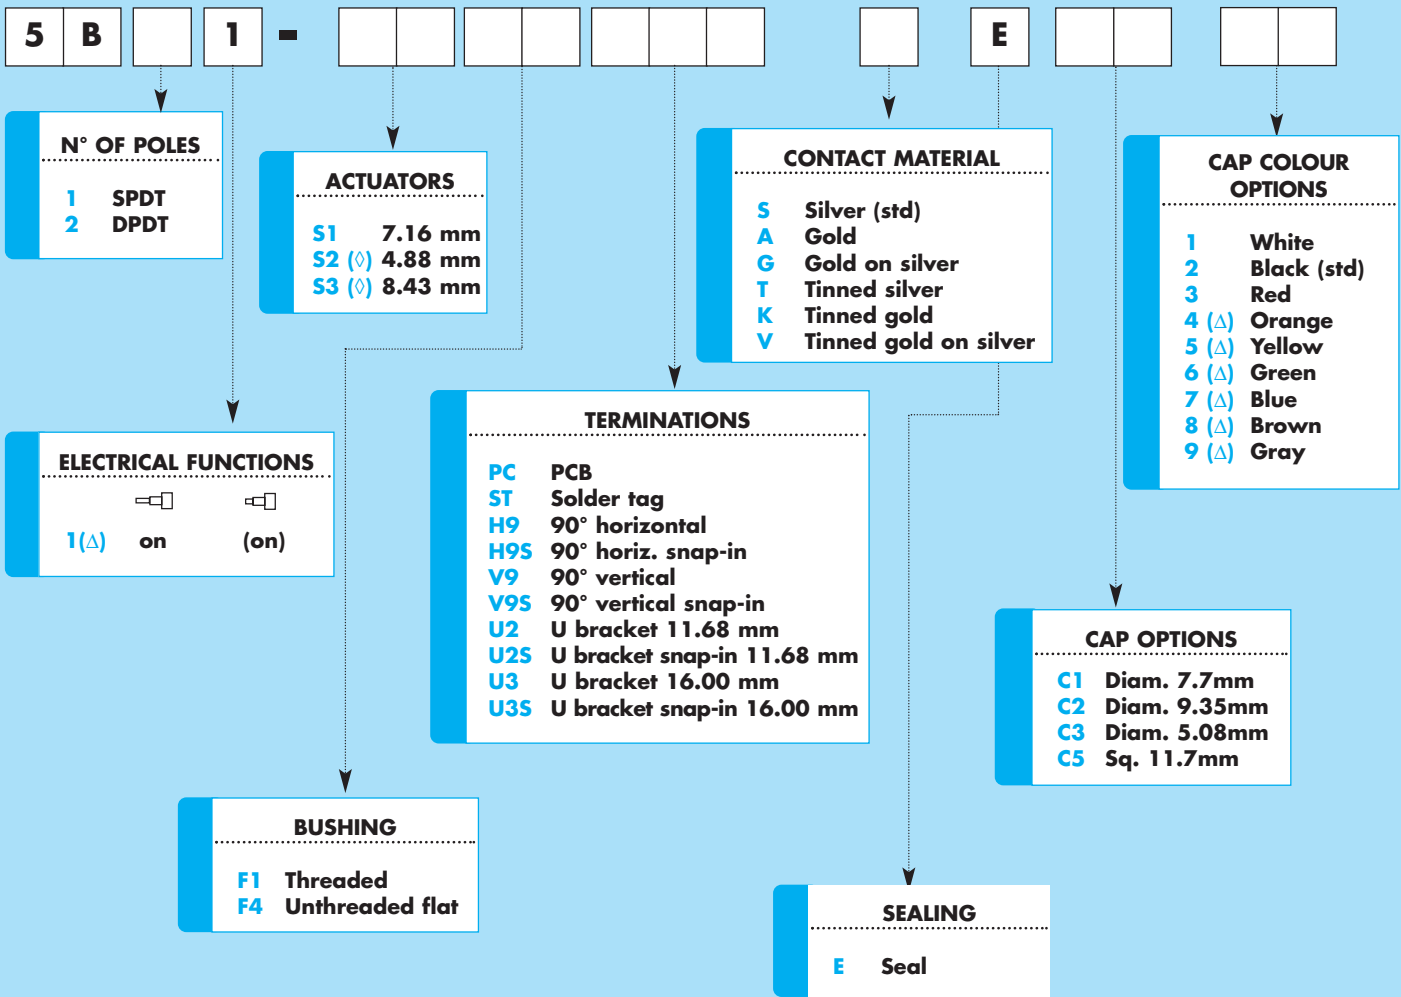 5 B 1 - E
N° OF POLES
1 SPDT
2 DPDT
ACTUATORS
S1 7.16 mm
S2 (◊) 4.88 mm
S3 (◊) 8.43 mm
CONTACT MATERIAL
S Silver (std)
A Gold
G Gold on silver
T Tinned silver
K Tinned gold
V Tinned gold on silver
CAP COLOUR
OPTIONS
1 White
2 Black (std)
3 Red
4 (∆) Orange
5 (∆) Yellow
6 (∆) Green
7 (∆) Blue
8 (∆) Brown
9 (∆) Gray
ELECTRICAL FUNCTIONS
1(∆) on (on)
TERMINATIONS
PC PCB
ST Solder tag
H9 90° horizontal
H9S 90° horiz. snap-in
V9 90° vertical
V9S 90° vertical snap-in
U2 U bracket 11.68 mm
U2S U bracket snap-in 11.68 mm
U3 U bracket 16.00 mm
U3S U bracket snap-in 16.00 mm
CAP OPTIONS
C1 Diam. 7.7mm
C2 Diam. 9.35mm
C3 Diam. 5.08mm
C5 Sq. 11.7mm
BUSHING
F1 Threaded
F4 Unthreaded flat
SEALING
E Seal